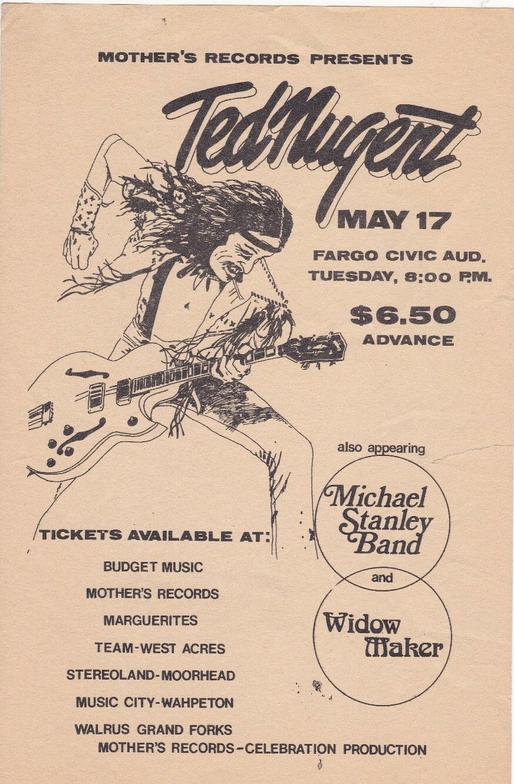 MOTHER'S RECORDS PRESENTS
Ted Nugent
MAY 17
FARGO CIVIC AUD.
TUESDAY, 8:00 P.M.
$6.50
ADVANCE
also appearing
Michael
Stanley
Band
and
Widow
Maker
TICKETS AVAILABLE AT:
BUDGET MUSIC
MOTHER'S RECORDS
MARGUERITES
TEAM-WEST ACRES
STEREOLAND-MOORHEAD
MUSIC CITY-WAHPETON
WALRUS GRAND FORKS
MOTHER'S RECORDS-CELEBRATION PRODUCTION